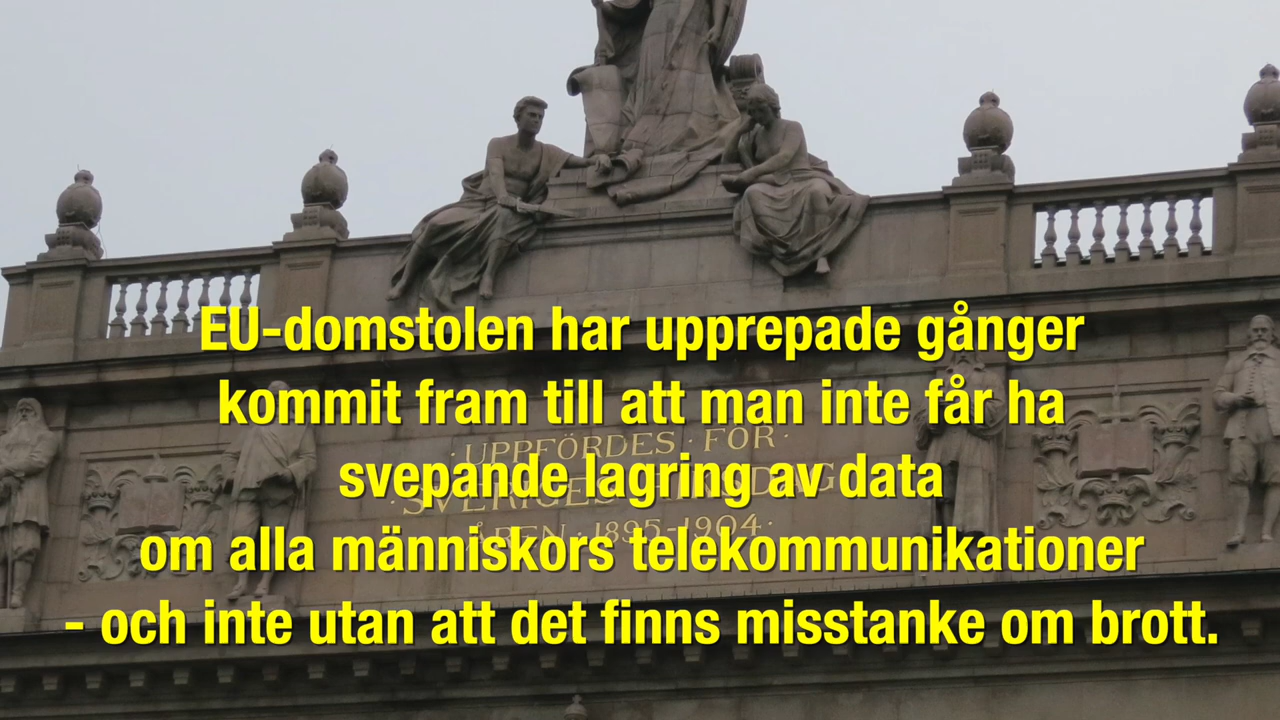 EU-domstolen har upprepade gånger
kommit fram till att man inte får ha
svepande lagring av data
om alla människors telekommunikationer
- och inte utan att det finns misstanke om brott.
· UPPFÖRDES · FÖR ·
SVERIGES
ÅREN · 1895-1904 ·